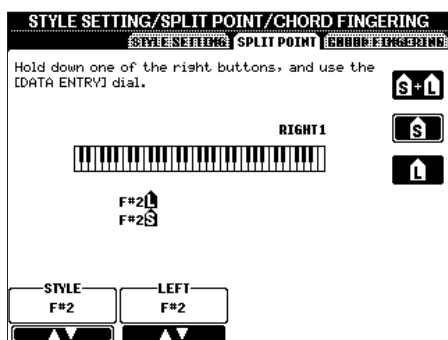 STYLE SETTING/SPLIT POINT/CHORD FINGERING
STYLE SETTING SPLIT POINT CHORD FINGERING
Hold down one of the right buttons, and use the
[DATA ENTRY] dial.
S+L
RIGHT1
S
L
F#2 L
F#2 S
STYLE LEFT
F#2 F#2